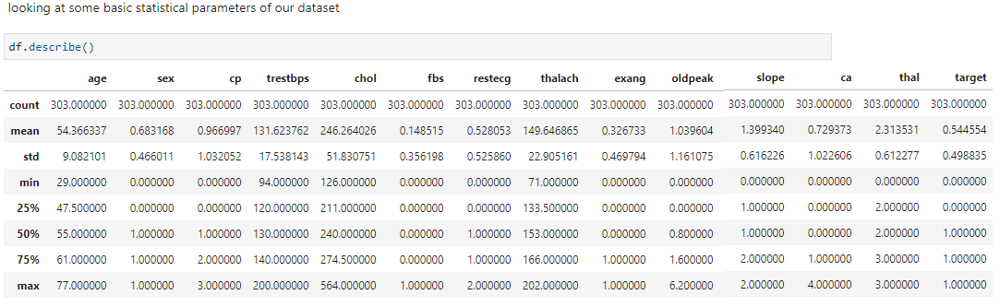 looking at some basic statistical parameters of our dataset
df.describe()
age sex cp trestbps chol fbs restecg thalach exang oldpeak slope ca thal target
count 303.000000 303.000000 303.000000 303.000000 303.000000 303.000000 303.000000 303.000000 303.000000 303.000000 303.000000 303.000000 303.000000 303.000000
mean 54.366337 0.683168 0.966997 131.623762 246.264026 0.148515 0.528053 149.646865 0.326733 1.039604 1.399340 0.729373 2.313531 0.544554
std 9.082101 0.466011 1.032052 17.538143 51.830751 0.356198 0.525860 22.905161 0.469794 1.161075 0.616226 1.022606 0.612277 0.498835
min 29.000000 0.000000 0.000000 94.000000 126.000000 0.000000 0.000000 71.000000 0.000000 0.000000 0.000000 0.000000 0.000000 0.000000
25% 47.500000 0.000000 0.000000 120.000000 211.000000 0.000000 0.000000 133.500000 0.000000 0.000000 1.000000 0.000000 2.000000 0.000000
50% 55.000000 1.000000 1.000000 130.000000 240.000000 0.000000 1.000000 153.000000 0.000000 0.800000 1.000000 0.000000 2.000000 1.000000
75% 61.000000 1.000000 2.000000 140.000000 274.500000 0.000000 1.000000 166.000000 1.000000 1.600000 2.000000 1.000000 3.000000 1.000000
max 77.000000 1.000000 3.000000 200.000000 564.000000 1.000000 2.000000 202.000000 1.000000 6.200000 2.000000 4.000000 3.000000 1.000000